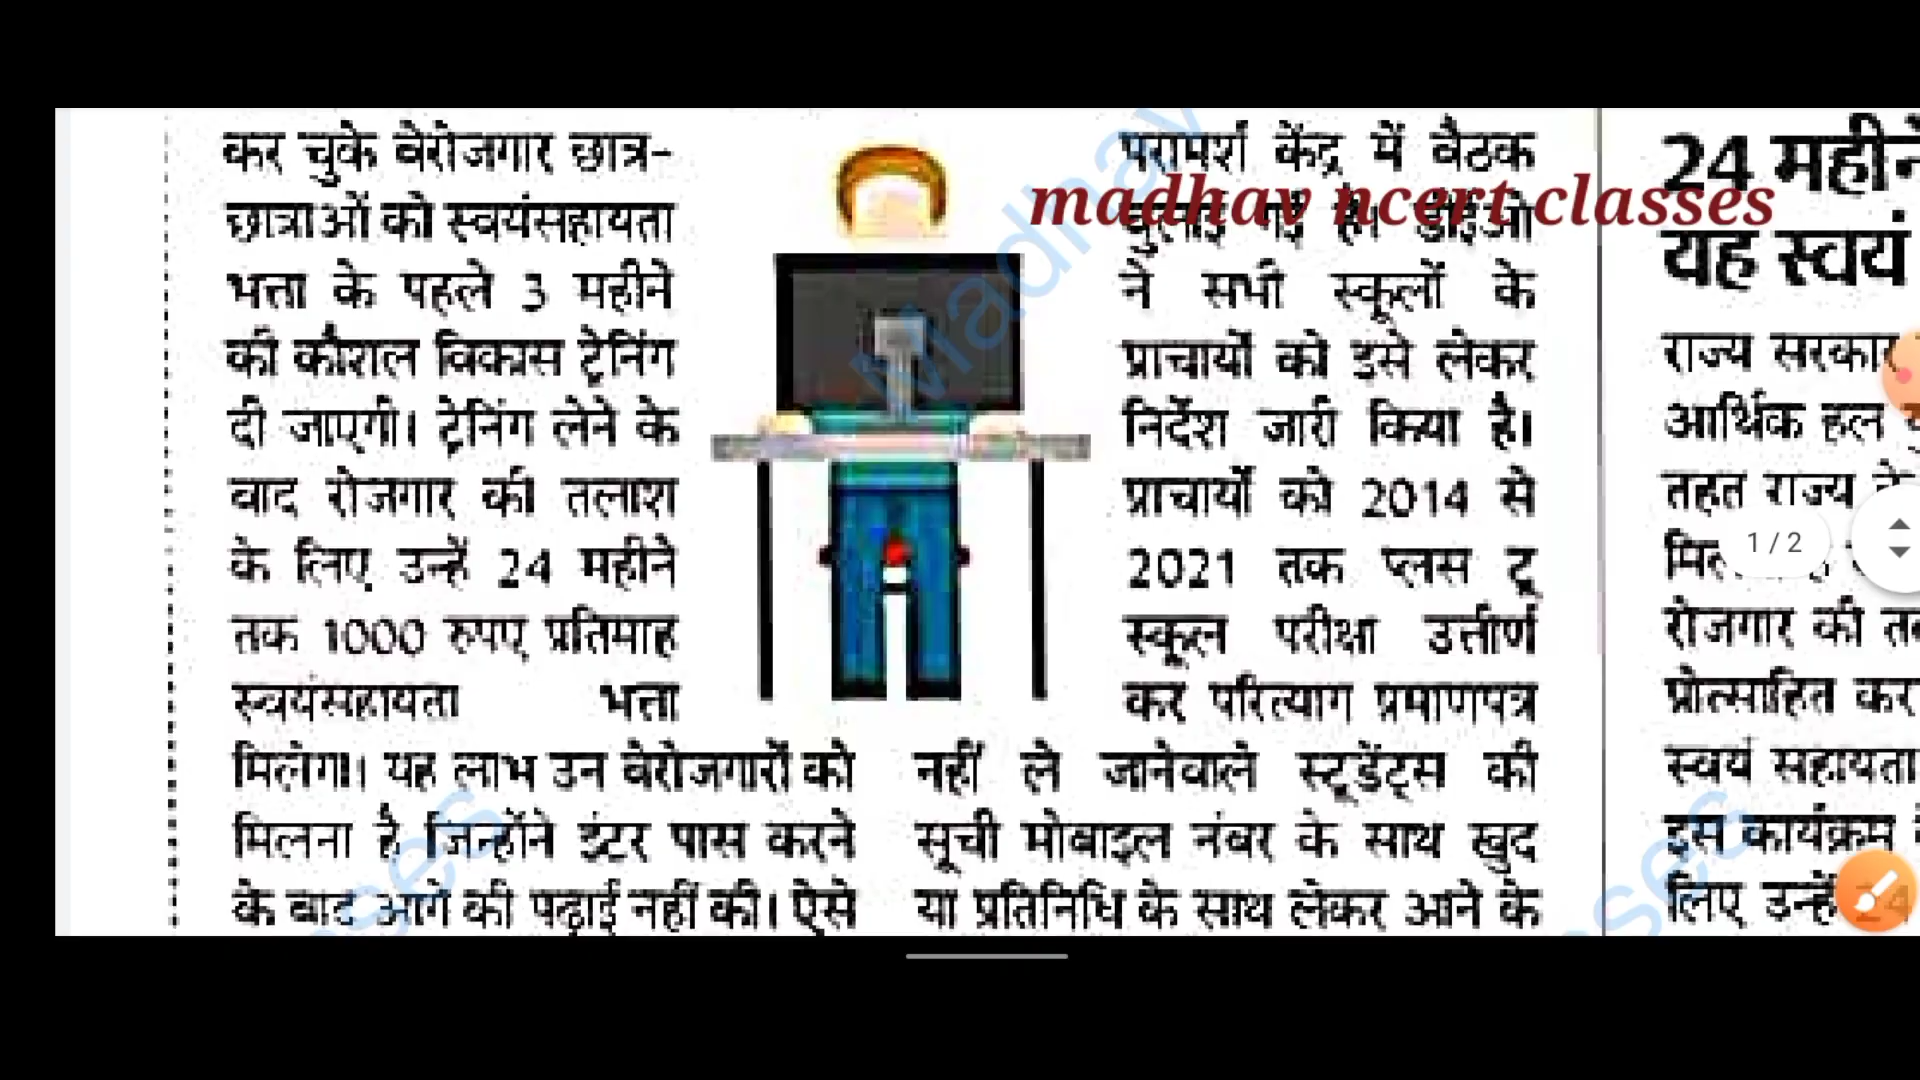 कर चुके बेरोजगार छात्र-
छात्राओं को स्वयंसहायता
भत्ता के पहले 3 महीने
की कौशल विकास ट्रेनिंग
दी जाएगी। ट्रेनिंग लेने के
बाद रोजगार की तलाश
के लिए उन्हें 24 महीने
तक 1000 रुपए प्रतिमाह
स्वयंसहायता भत्ता
मिलेगा। यह लाभ उन बेरोजगारों को
मिलना है जिन्होंने इंटर पास करने
के बाद आगे की पढ़ाई नहीं की। ऐसे
परामर्श केंद्र में बैठक
madhav ncert classes
बुलाई गई है। डीईओ
ने सभी स्कूलों के
प्राचार्यों को इसे लेकर
निर्देश जारी किया है।
प्राचार्यों को 2014 से
2021 तक प्लस टू
स्कूल परीक्षा उत्तीर्ण
कर परित्याग प्रमाणपत्र
नहीं ले जानेवाले स्टूडेंट्स की
सूची मोबाइल नंबर के साथ खुद
या प्रतिनिधि के साथ लेकर आने के
24 महीने
यह स्वयं
राज्य सरकार
आर्थिक हल
तहत राज्य
1 / 2
रोजगार की
प्रोत्साहित कर
स्वयं सहायता
इस कार्यक्रम
लिए उन्हें 24
Madhav